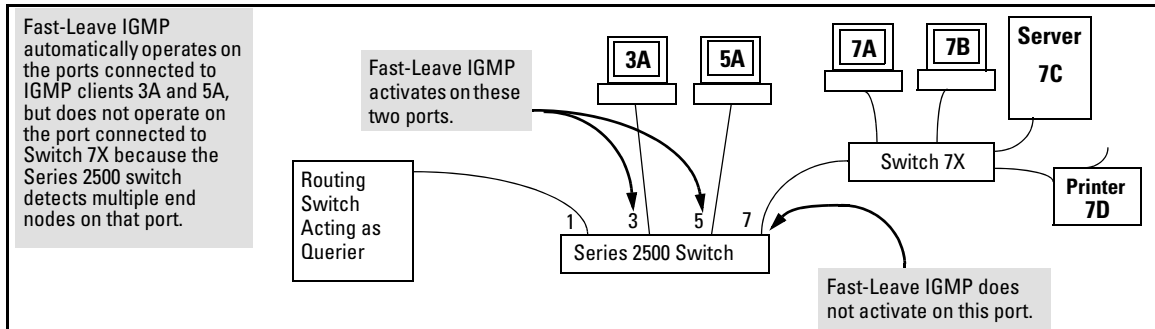 Fast-Leave IGMP
automatically operates on
the ports connected to
IGMP clients 3A and 5A,
but does not operate on
the port connected to
Switch 7X because the
Series 2500 switch
detects multiple end
nodes on that port.
Fast-Leave IGMP
activates on these
two ports.
3A
5A
7A
7B
Server
7C
Switch 7X
Printer
7D
Routing
Switch
Acting as
Querier
1
3
5
7
Series 2500 Switch
Fast-Leave IGMP does
not activate on this port.